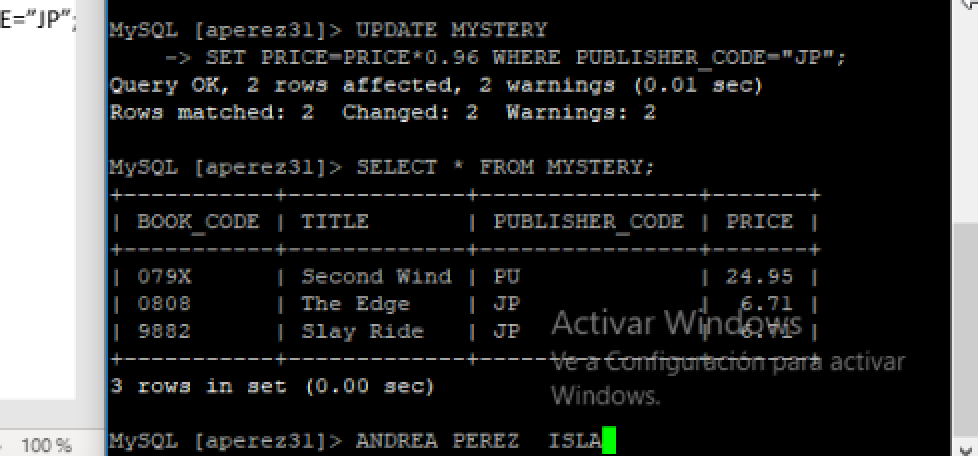 E="JP";
MySQL [aperez31]> UPDATE MYSTERY
    -> SET PRICE=PRICE*0.96 WHERE PUBLISHER_CODE="JP";
Query OK, 2 rows affected, 2 warnings (0.01 sec)
Rows matched: 2  Changed: 2  Warnings: 2
MySQL [aperez31]> SELECT * FROM MYSTERY;
+-----------+-------------+----------------+-------+
| BOOK_CODE | TITLE       | PUBLISHER_CODE | PRICE |
+-----------+-------------+----------------+-------+
| 079X      | Second Wind | PU             | 24.95 |
| 0808      | The Edge    | JP             |  6.71 |
| 9882      | Slay Ride   | JP             |  6.71 |
+-----------+-------------+----------------+-------+
3 rows in set (0.00 sec)
MySQL [aperez31]> ANDREA PEREZ  ISLA
Activar Windows
Ve a Configuración para activar
Windows.
100 %